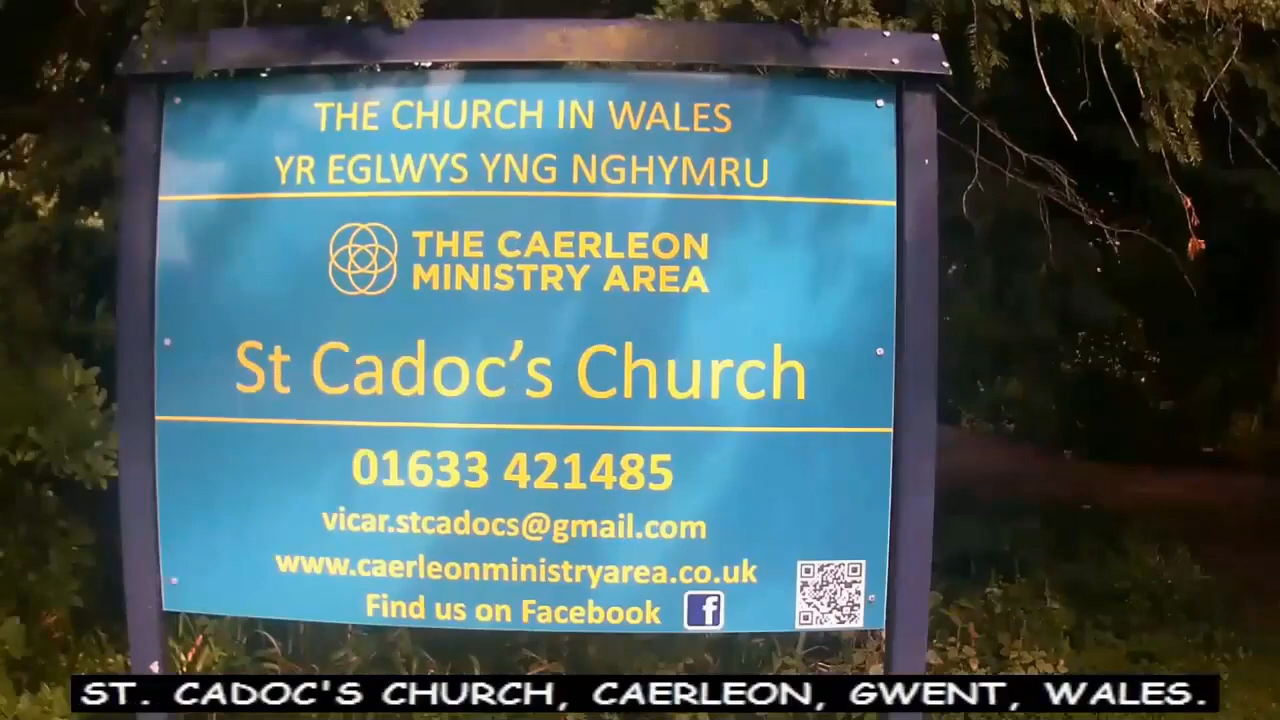 THE CHURCH IN WALES
YR EGLWYS YNG NGHYMRU
THE CAERLEON
MINISTRY AREA
St Cadoc’s Church
01633 421485
vicar.stcadocs@gmail.com
www.caerleonministryarea.co.uk
Find us on Facebook f
ST. CADOC'S CHURCH, CAERLEON, GWENT, WALES.